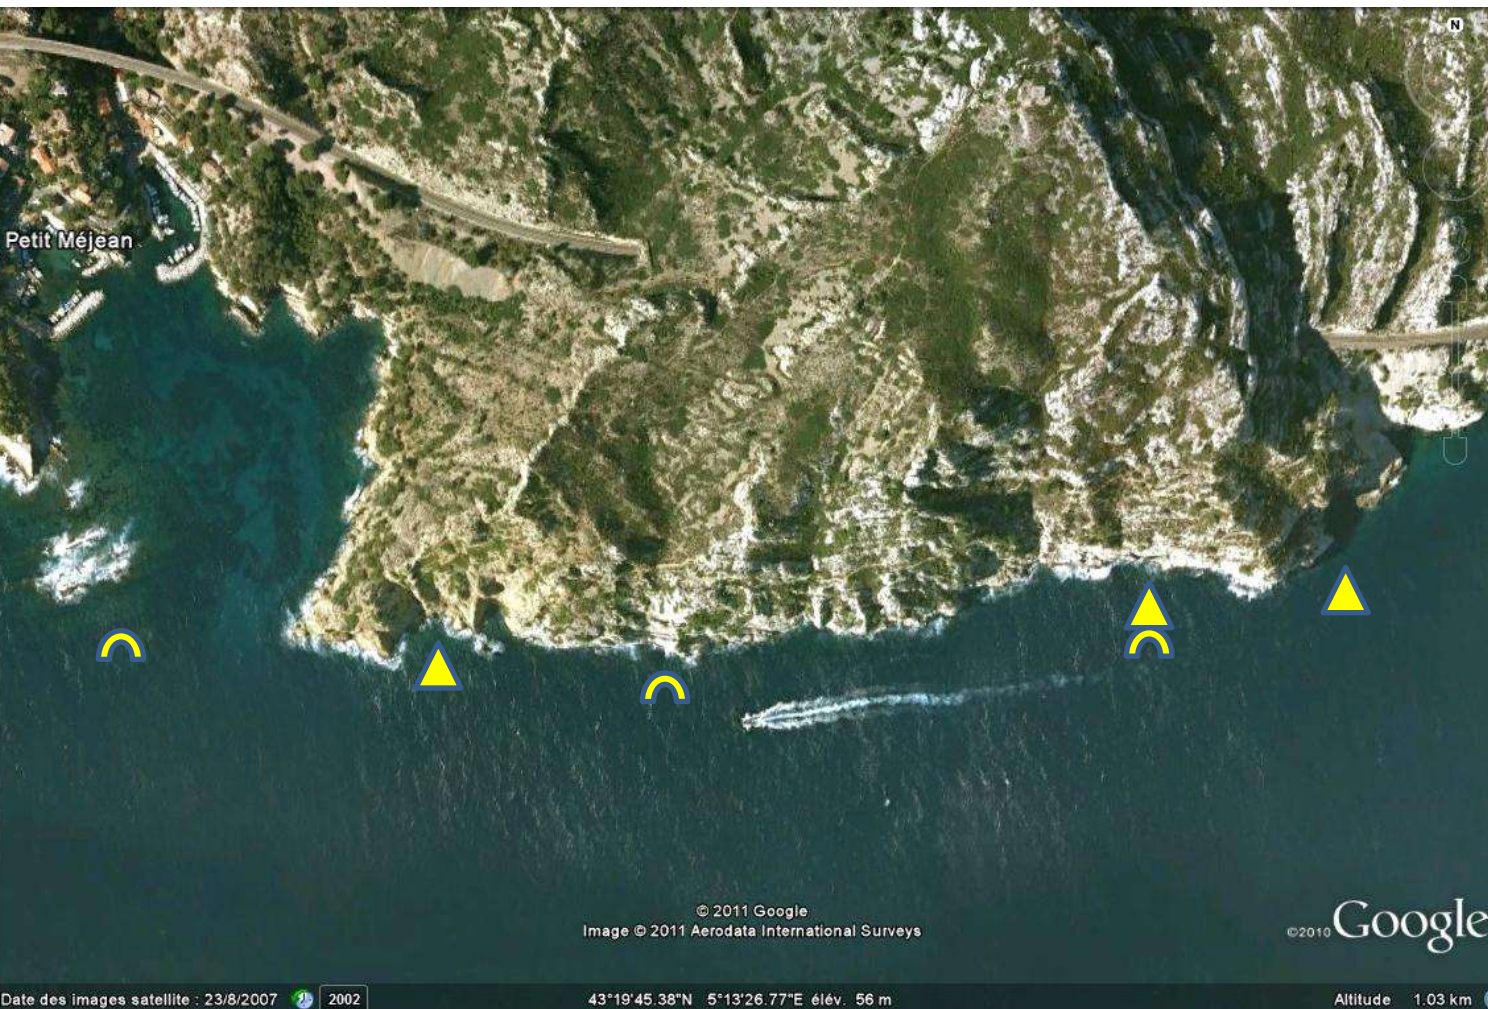 N
Petit Méjean
© 2011 Google
Image © 2011 Aerodata International Surveys
©2010 Google
Date des images satellite : 23/8/2007 2002 43°19'45.38"N 5°13'26.77"E élév. 56 m Altitude 1.03 km